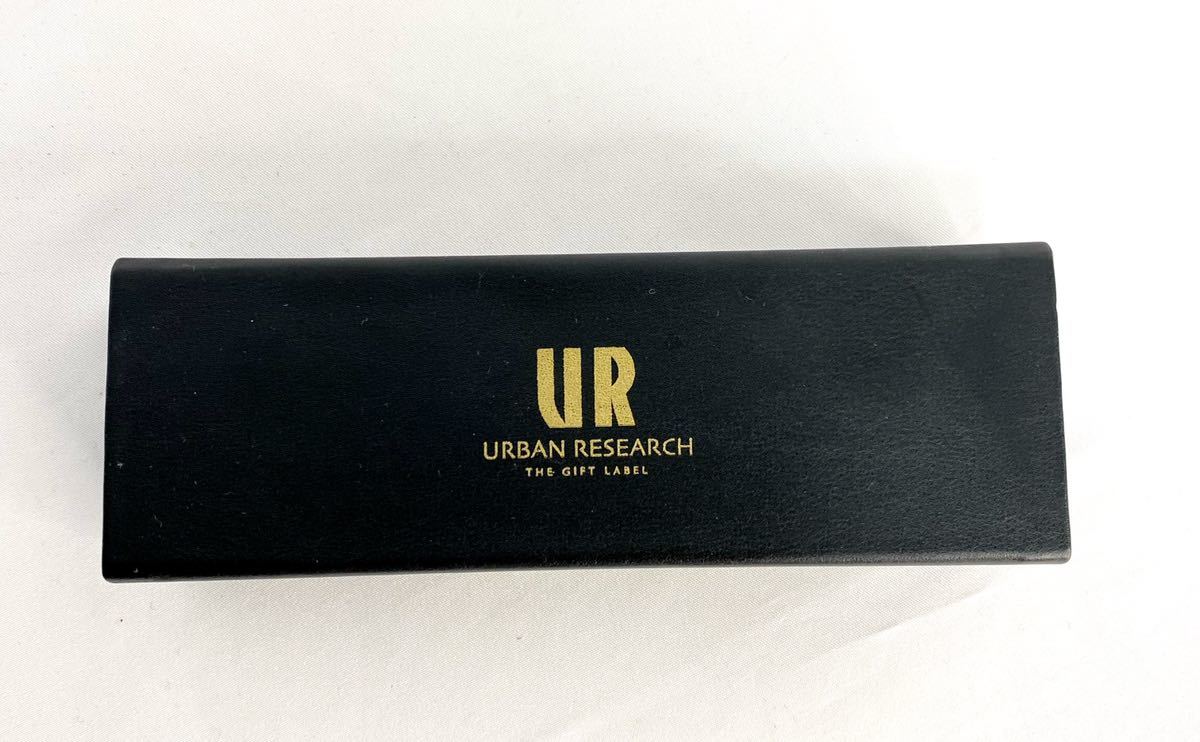 UR
URBAN RESEARCH
THE GIFT LABEL